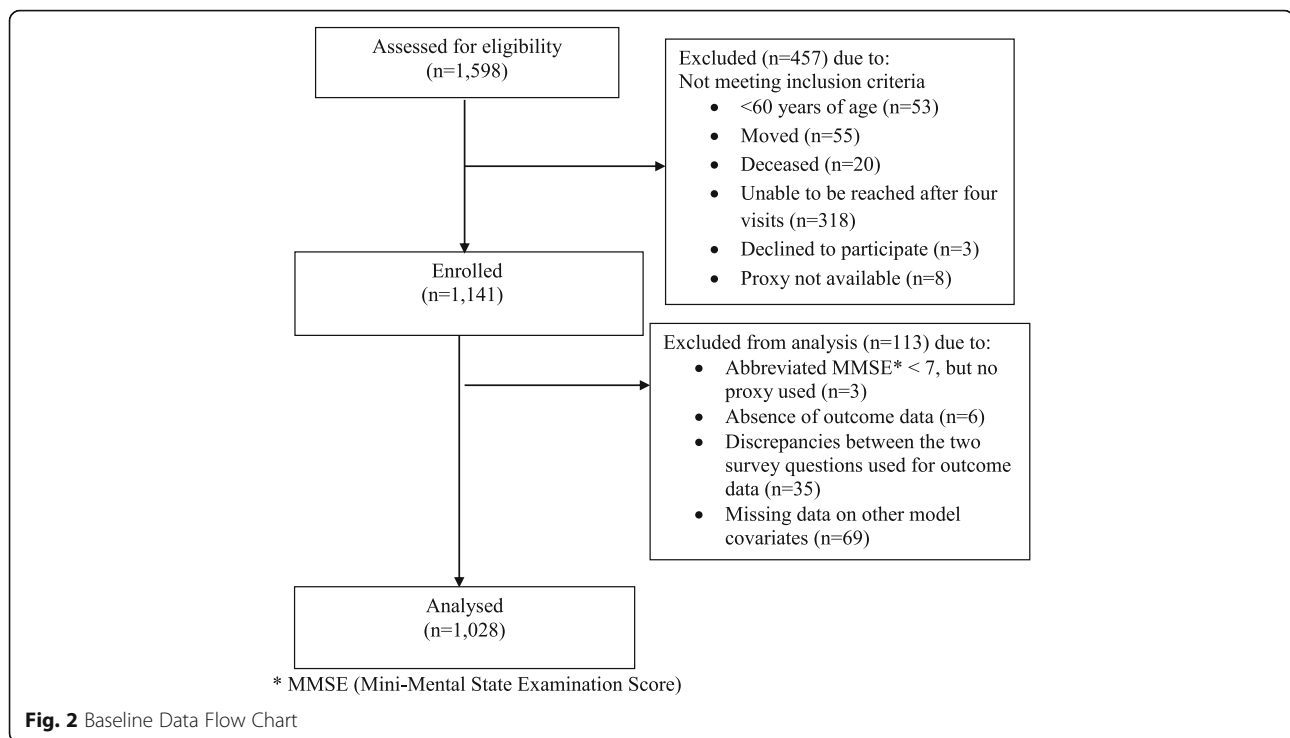 Assessed for eligibility
(n=1,598)
Excluded (n=457) due to:
Not meeting inclusion criteria
• <60 years of age (n=53)
• Moved (n=55)
• Deceased (n=20)
• Unable to be reached after four
visits (n=318)
• Declined to participate (n=3)
• Proxy not available (n=8)
Enrolled
(n=1,141)
Excluded from analysis (n=113) due to:
• Abbreviated MMSE* < 7, but no
proxy used (n=3)
• Absence of outcome data (n=6)
• Discrepancies between the two
survey questions used for outcome
data (n=35)
• Missing data on other model
covariates (n=69)
Analysed
(n=1,028)
* MMSE (Mini-Mental State Examination Score)
Fig. 2 Baseline Data Flow Chart